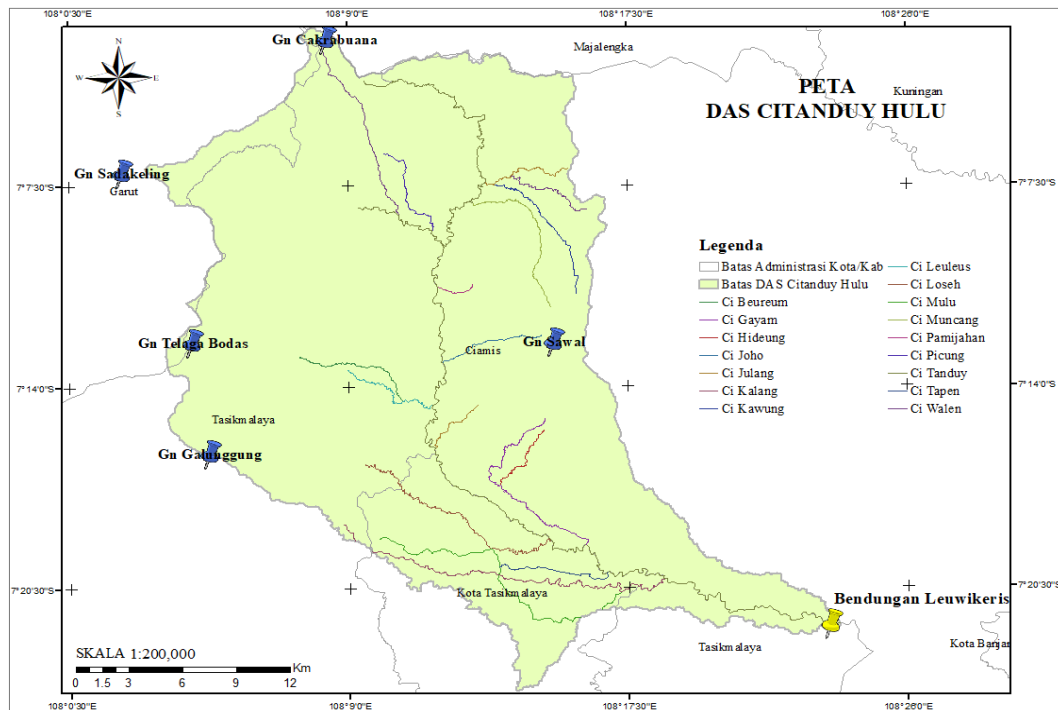 108°0'30"E
108°9'0"E
108°17'30"E
108°26'0"E
Gn Cakrabuana
Majalengka
N
W
E
S
PETA
DAS CITANDUY HULU
Kuningan
Gn Sadakeling
Garut
7°7'30"S
7°7'30"S
Legenda
Batas Administrasi Kota/Kab
Batas DAS Citanduy Hulu
Ci Beureum
Ci Gayam
Ci Hideung
Ci Joho
Ci Julang
Ci Kalang
Ci Kawung
Ci Leuleus
Ci Loseh
Ci Mulu
Ci Muncang
Ci Pamijahan
Ci Picung
Ci Tanduy
Ci Tapen
Ci Walen
Gn Telaga Bodas
Gn Sawal
Ciamis
7°14'0"S
7°14'0"S
Tasikmalaya
Gn Galunggung
7°20'30"S
7°20'30"S
Kota Tasikmalaya
Bendungan Leuwikeris
Tasikmalaya
Kota Banjar
SKALA 1:200,000
0 1.5 3 6 9 12 Km
108°0'30"E
108°9'0"E
108°17'30"E
108°26'0"E